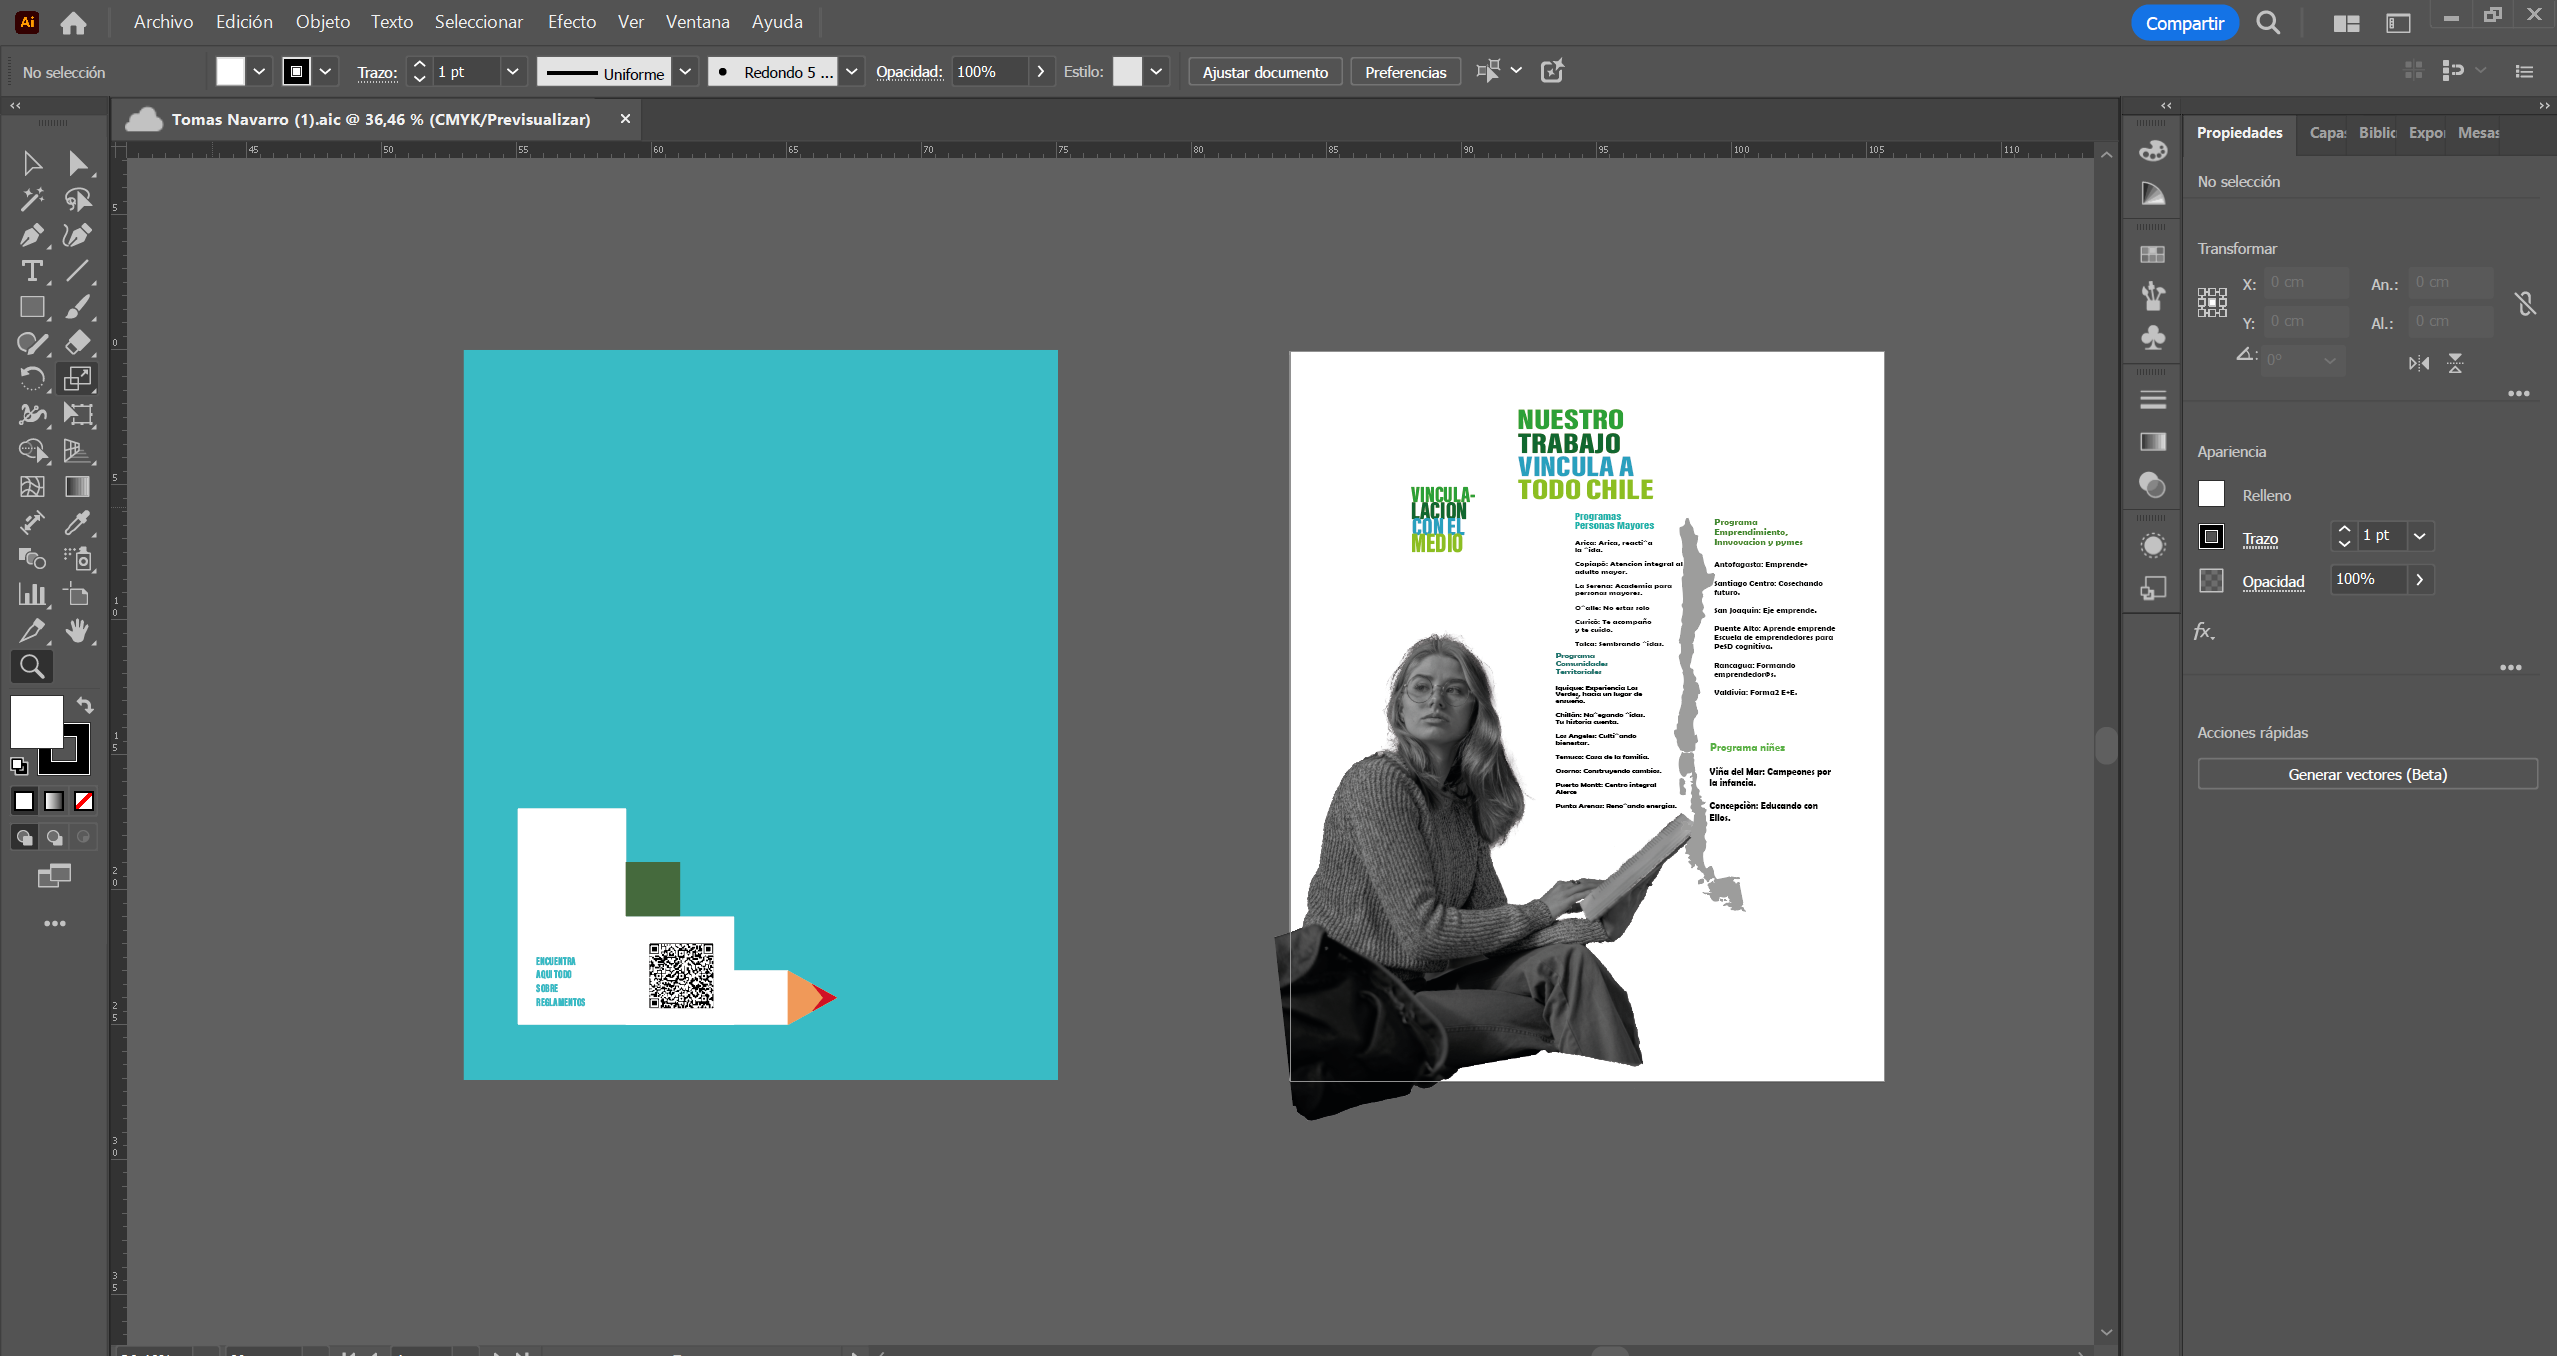 Ai
Archivo
Edición
Objeto
Texto
Seleccionar
Efecto
Ver
Ventana
Ayuda
Compartir
No selección
Trazo:
1 pt
Uniforme
Redondo 5 ...
Opacidad:
100%
Estilo:
Ajustar documento
Preferencias
Tomas Navarro (1).aic @ 36,46 % (CMYK/Previsualizar)
45 50 55 60 65 70 75 80 85 90 95 100 105 110
ENCUENTRA
AQUI TODO
SOBRE
REGLAMENTOS
NUESTRO
TRABAJO
VINCULA A
TODO CHILE
VINCULA-
LACION
CON EL
MEDIO
Programas
Personas Mayores
Arica: Arica, reacti^a
la ^ida.
Copiapó: Atencion integral al
adulto mayor.
La Serena: Academia para
personas mayores.
O^alle: No estas solo
Curicó: Te acompaño
y te cuido.
Talca: Sembrando ^idas.
Programa
Comunidades
Territoriales
Iquique: Experiencia Los
Verdes, hacia un lugar de
ensueño.
Chillán: Na^egando ^idas.
Tu historia cuenta.
Los Angeles: Culti^ando
bienestar.
Temuco: Casa de la familia.
Osorno: Construyendo cambios.
Puerto Montt: Centro integral
Alerce
Punta Arenas: Reno^ando energías.
Programa
Emprendimiento,
Innvovacion y pymes
Antofagasta: Emprende+
Santiago Centro: Cosechando
futuro.
San Joaquin: Eje emprende.
Puente Alto: Aprende emprende
Escuela de emprendedores para
PeSD cognitiva.
Rancagua: Formando
emprendedor@s.
Valdivia: Forma2 E+E.
Programa niñez
Viña del Mar: Campeones por
la infancia.
Concepciòn: Educando con
Ellos.
Propiedades
Capas
Biblic
Expor
Mesas
No selección
Transformar
X: 0 cm
An.: 0 cm
Y: 0 cm
Al.: 0 cm
0°
Apariencia
Relleno
Trazo
1 pt
Opacidad
100%
fx.
Acciones rápidas
Generar vectores (Beta)